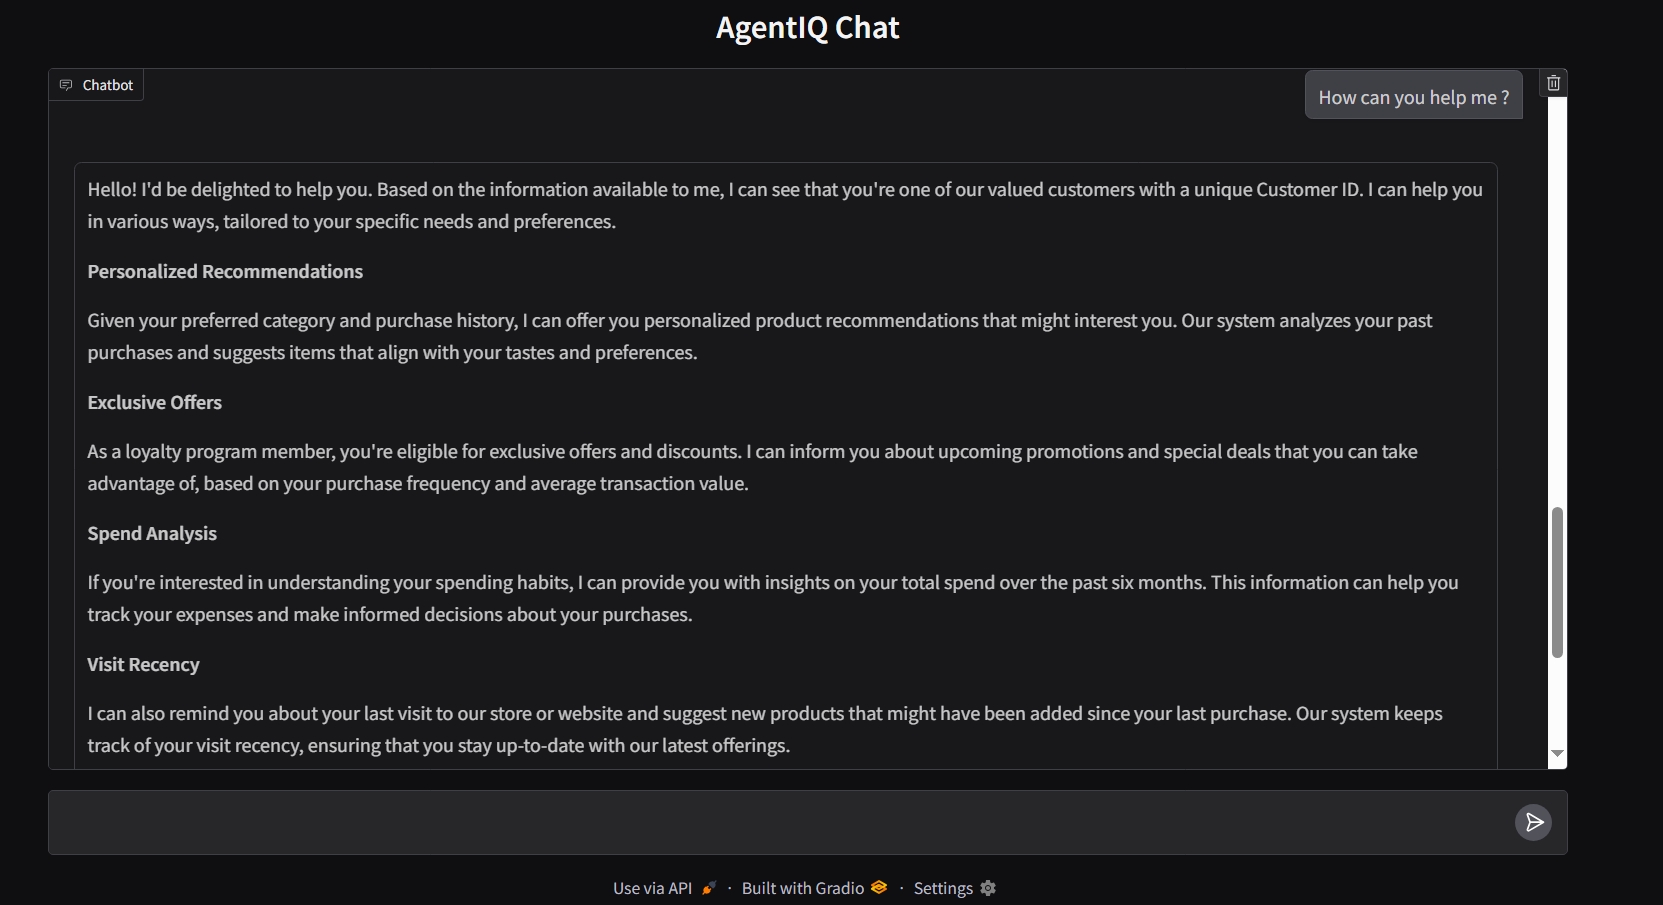 AgentIQ Chat
Chatbot
How can you help me ?
Hello! I'd be delighted to help you. Based on the information available to me, I can see that you're one of our valued customers with a unique Customer ID. I can help you
in various ways, tailored to your specific needs and preferences.
Personalized Recommendations
Given your preferred category and purchase history, I can offer you personalized product recommendations that might interest you. Our system analyzes your past
purchases and suggests items that align with your tastes and preferences.
Exclusive Offers
As a loyalty program member, you're eligible for exclusive offers and discounts. I can inform you about upcoming promotions and special deals that you can take
advantage of, based on your purchase frequency and average transaction value.
Spend Analysis
If you're interested in understanding your spending habits, I can provide you with insights on your total spend over the past six months. This information can help you
track your expenses and make informed decisions about your purchases.
Visit Recency
I can also remind you about your last visit to our store or website and suggest new products that might have been added since your last purchase. Our system keeps
track of your visit recency, ensuring that you stay up-to-date with our latest offerings.
Use via API · Built with Gradio · Settings